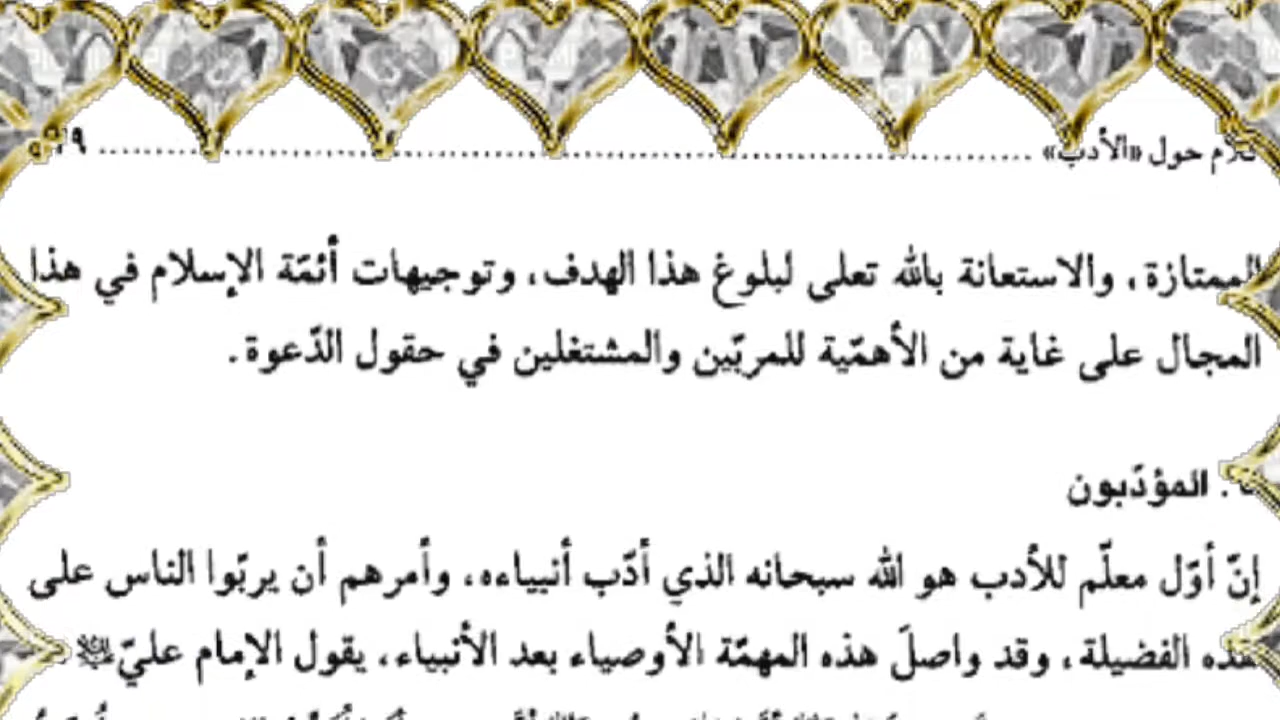 حول «الأدب» ........................................................
الممتازة، والاستعانة بالله تعلى لبلوغ هذا الهدف، وتوجيهات أئمّة الإسلام في هذا
المجال على غاية من الأهمّية للمربّين والمشتغلين في حقول الدّعوة.
. المؤدّبون
إنّ أوّل معلّم للأدب هو الله سبحانه الذي أدّب أنبياءه، وأمرهم أن يربّوا الناس على
هذه الفضيلة، وقد واصلَ هذه المهمّة الأوصياء بعد الأنبياء، يقول الإمام عليّ